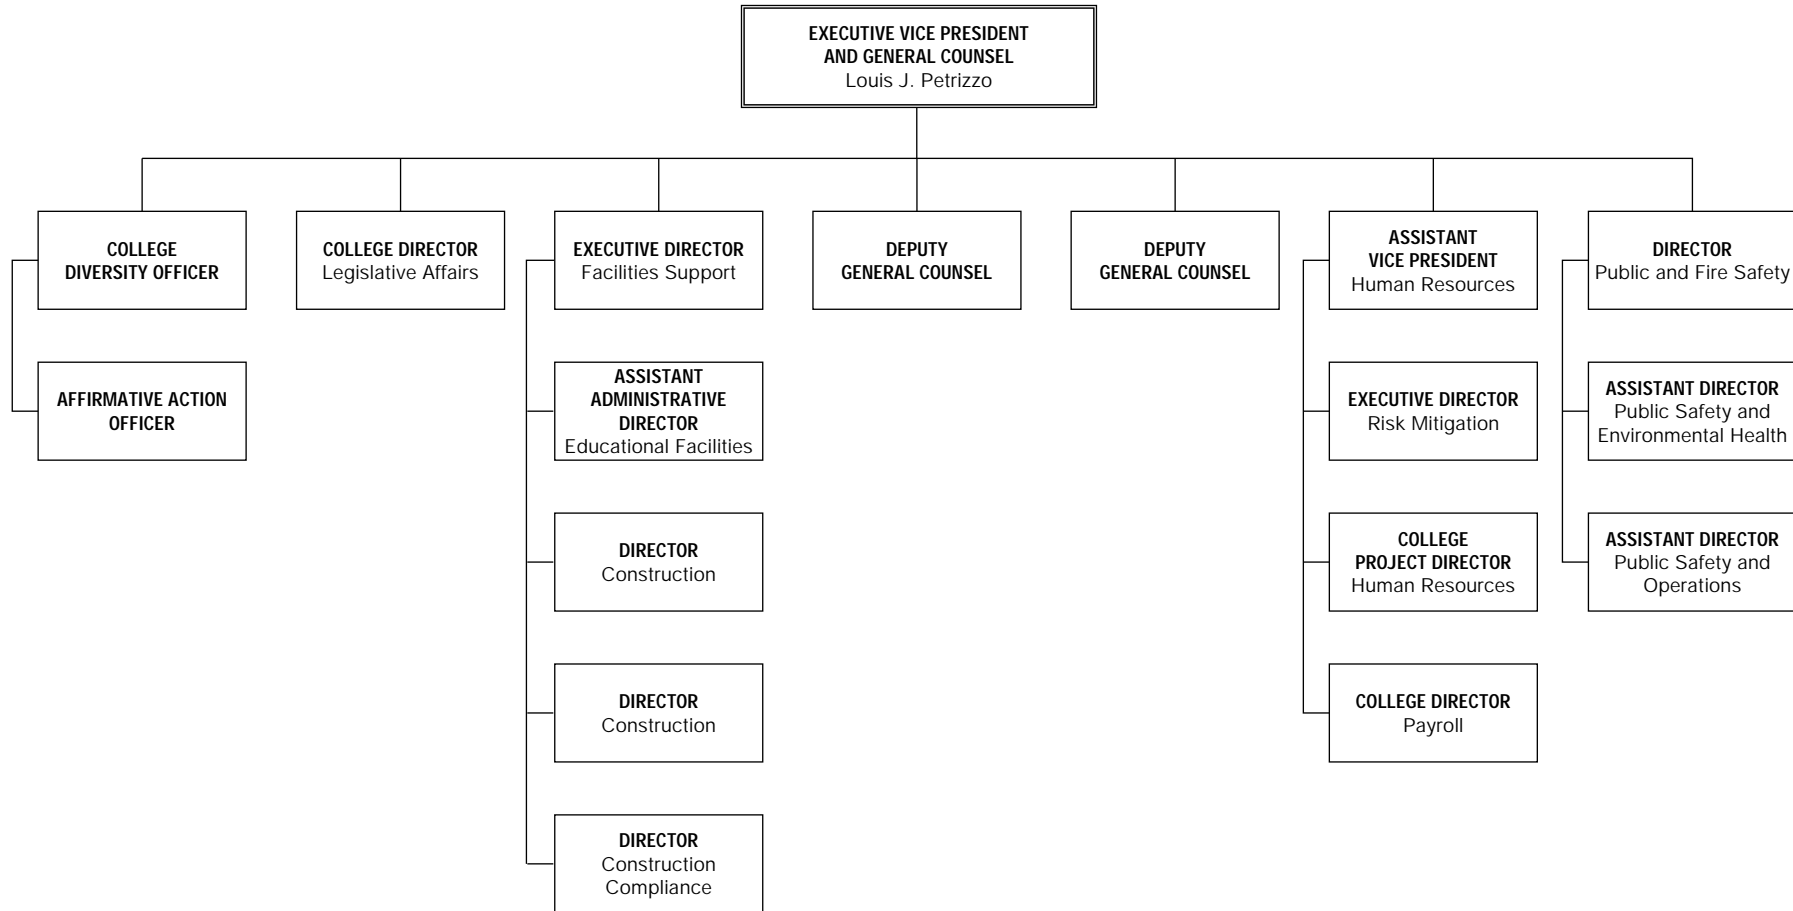 EXECUTIVE VICE PRESIDENT
AND GENERAL COUNSEL
Louis J. Petrizzo
COLLEGE
DIVERSITY OFFICER
COLLEGE DIRECTOR
Legislative Affairs
EXECUTIVE DIRECTOR
Facilities Support
DEPUTY
GENERAL COUNSEL
DEPUTY
GENERAL COUNSEL
ASSISTANT
VICE PRESIDENT
Human Resources
DIRECTOR
Public and Fire Safety
AFFIRMATIVE ACTION
OFFICER
ASSISTANT
ADMINISTRATIVE
DIRECTOR
Educational Facilities
EXECUTIVE DIRECTOR
Risk Mitigation
ASSISTANT DIRECTOR
Public Safety and
Environmental Health
DIRECTOR
Construction
COLLEGE
PROJECT DIRECTOR
Human Resources
ASSISTANT DIRECTOR
Public Safety and
Operations
DIRECTOR
Construction
COLLEGE DIRECTOR
Payroll
DIRECTOR
Construction
Compliance